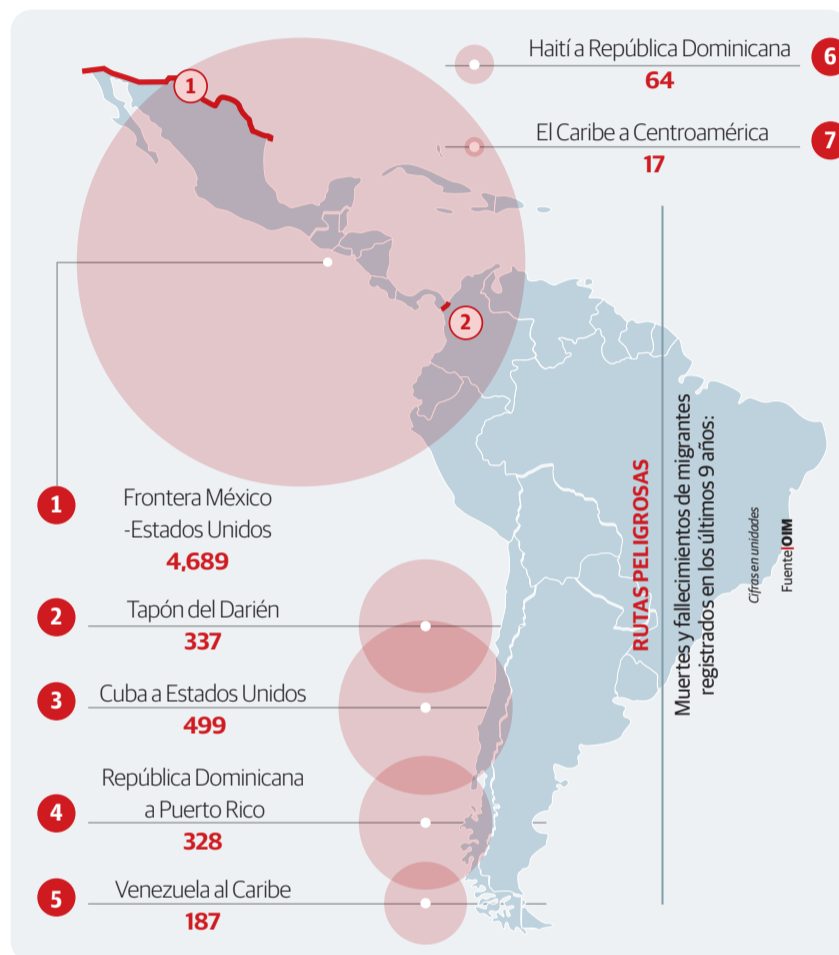 6
Haití a República Dominicana
64
7
El Caribe a Centroamérica
17
1
2
1
Frontera México
-Estados Unidos
4,689
2
Tapón del Darién
337
3
Cuba a Estados Unidos
499
4
República Dominicana
a Puerto Rico
328
5
Venezuela al Caribe
187
RUTAS PELIGROSAS
Muertes y fallecimientos de migrantes
registrados en los últimos 9 años:
Cifras en unidades
Fuente|OIM